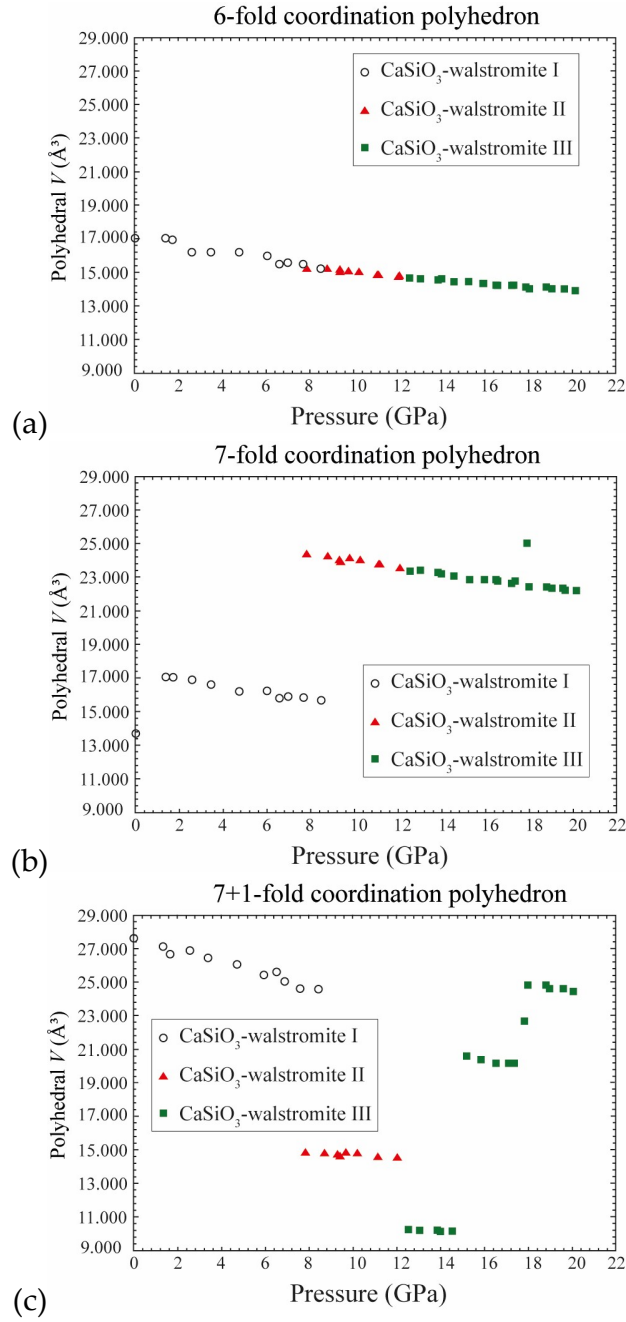 6-fold coordination polyhedron
29.000
27.000
25.000
23.000
21.000
19.000
17.000
15.000
13.000
11.000
9.000
Polyhedral V (Å³)
CaSiO₃-walstromite I
CaSiO₃-walstromite II
CaSiO₃-walstromite III
0 2 4 6 8 10 12 14 16 18 20 22
Pressure (GPa)
(a)
7-fold coordination polyhedron
29.000
27.000
25.000
23.000
21.000
19.000
17.000
15.000
13.000
11.000
9.000
Polyhedral V (Å³)
CaSiO₃-walstromite I
CaSiO₃-walstromite II
CaSiO₃-walstromite III
0 2 4 6 8 10 12 14 16 18 20 22
Pressure (GPa)
(b)
7+1-fold coordination polyhedron
29.000
27.000
25.000
23.000
21.000
19.000
17.000
15.000
13.000
11.000
9.000
Polyhedral V (Å³)
CaSiO₃-walstromite I
CaSiO₃-walstromite II
CaSiO₃-walstromite III
0 2 4 6 8 10 12 14 16 18 20 22
Pressure (GPa)
(c)